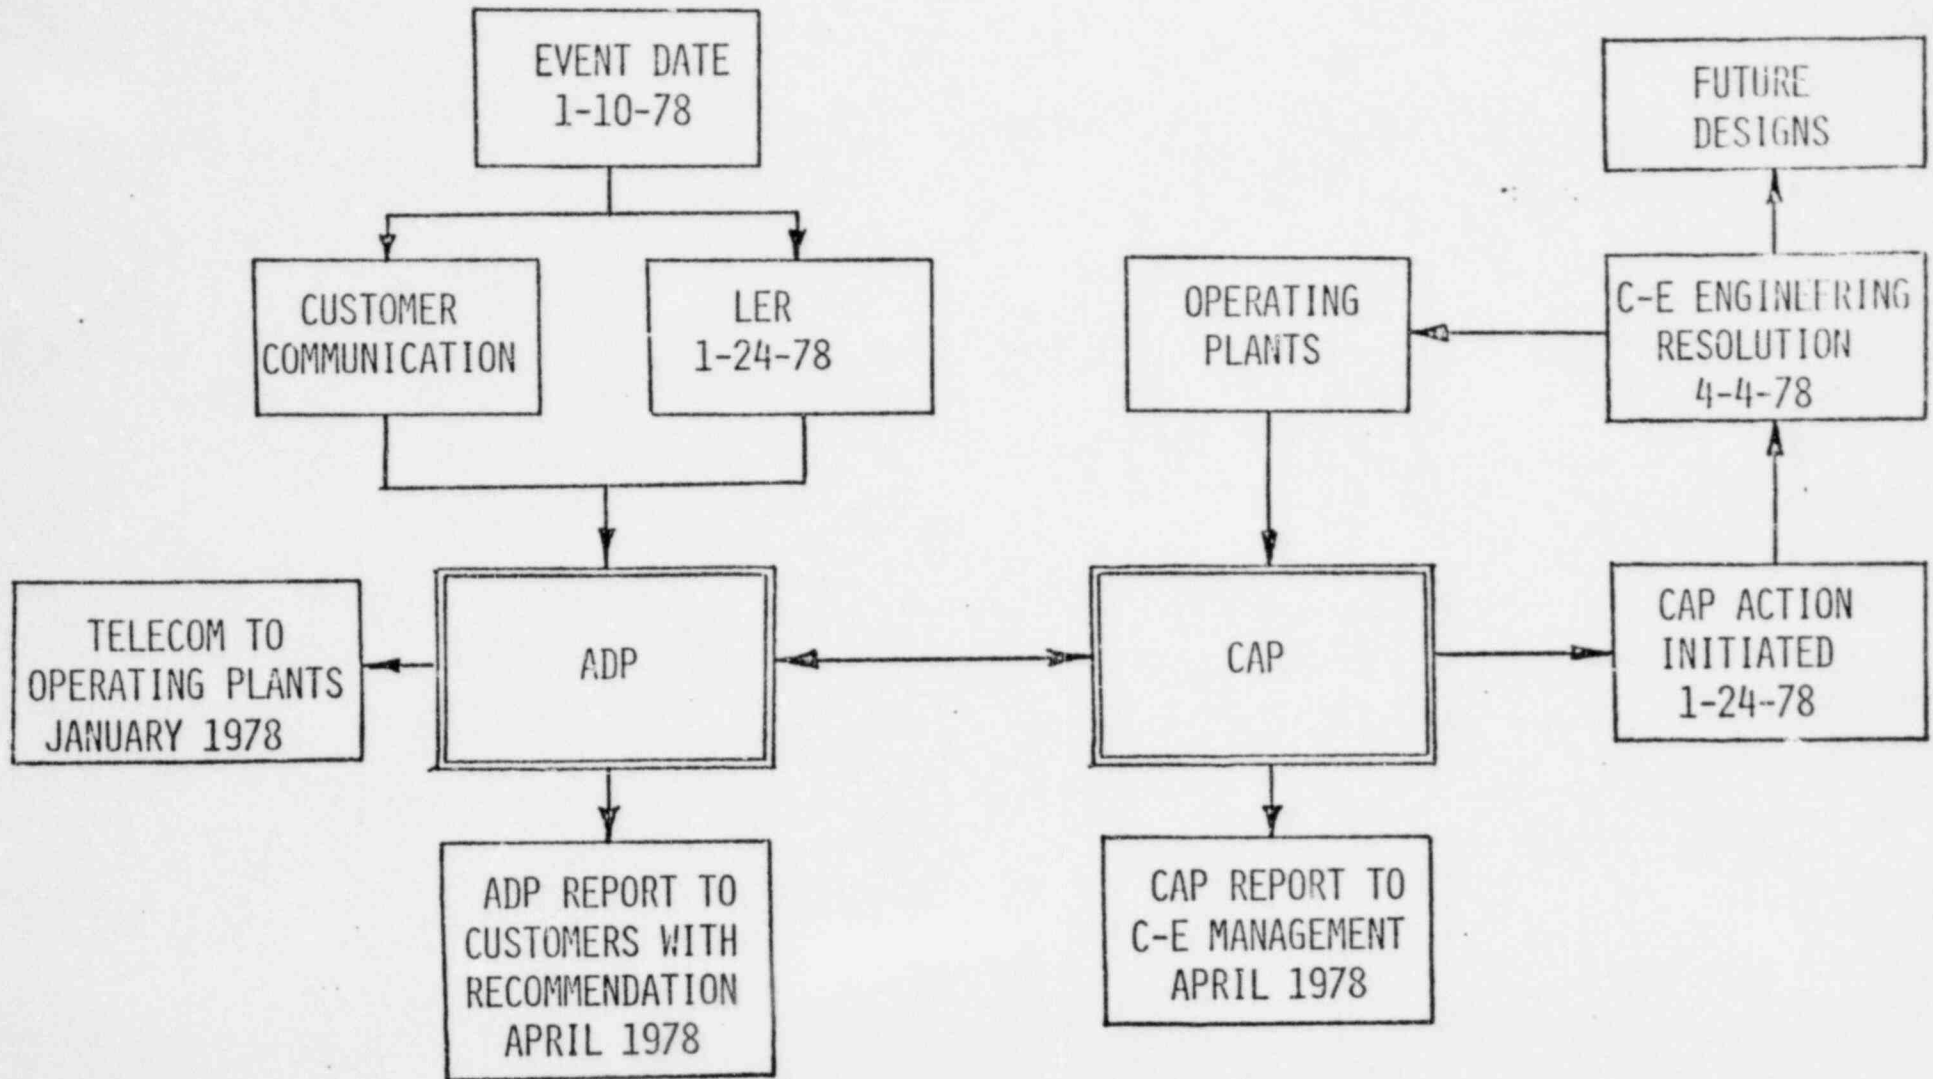 EVENT DATE
1-10-78
FUTURE
DESIGNS
CUSTOMER
COMMUNICATION
LER
1-24-78
OPERATING
PLANTS
C-E ENGINEERING
RESOLUTION
4-4-78
TELECOM TO
OPERATING PLANTS
JANUARY 1978
ADP
CAP
CAP ACTION
INITIATED
1-24-78
ADP REPORT TO
CUSTOMERS WITH
RECOMMENDATION
APRIL 1978
CAP REPORT TO
C-E MANAGEMENT
APRIL 1978